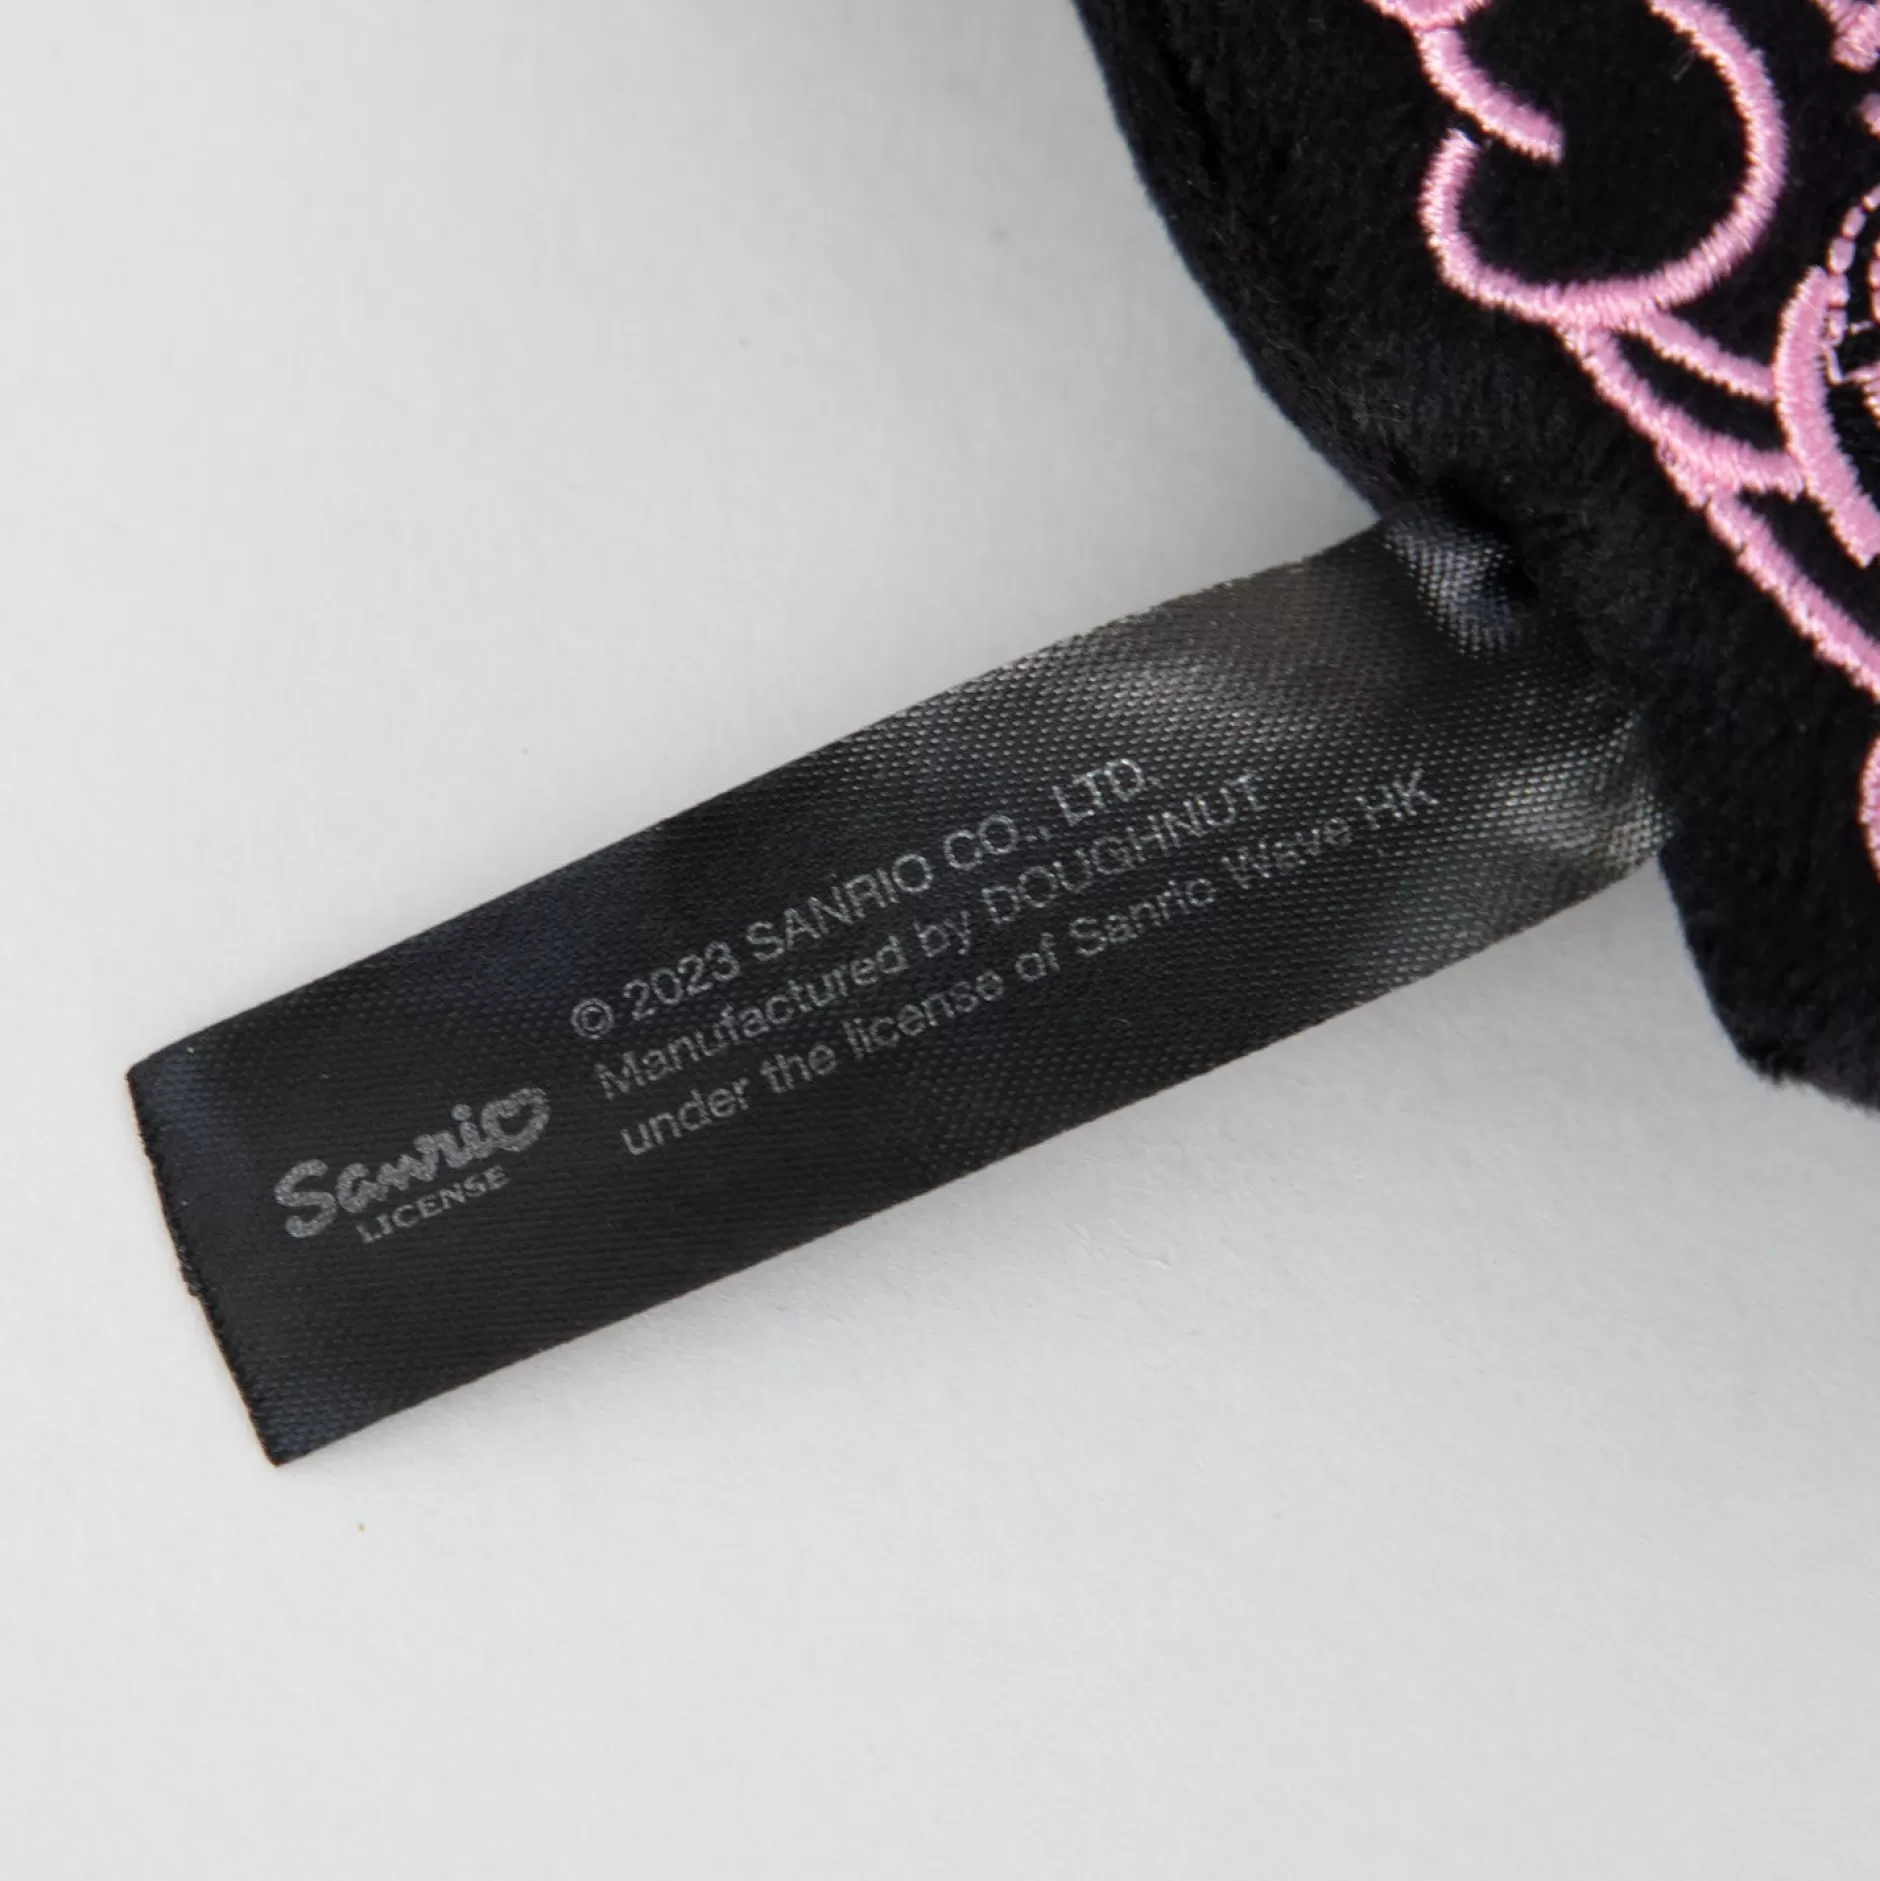 © 2023 SANRIO CO., LTD.
Manufactured by DOUGHNUT
under the license of Sanrio Wave HK
Sanrio
LICENSE